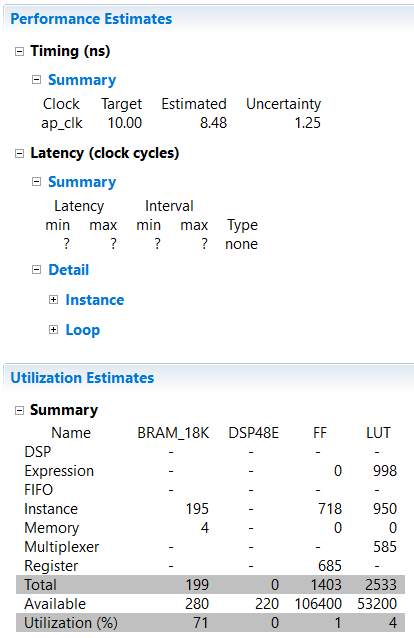 Performance Estimates
Timing (ns)
Summary
Clock Target Estimated Uncertainty
ap_clk 10.00 8.48 1.25
Latency (clock cycles)
Summary
Latency Interval
min max min max Type
? ? ? ? none
Detail
Instance
Loop
Utilization Estimates
Summary
Name BRAM_18K DSP48E FF LUT
DSP - - - -
Expression - - 0 998
FIFO - - - -
Instance 195 - 718 950
Memory 4 - 0 0
Multiplexer - - - 585
Register - - 685 -
Total 199 0 1403 2533
Available 280 220 106400 53200
Utilization (%) 71 0 1 4